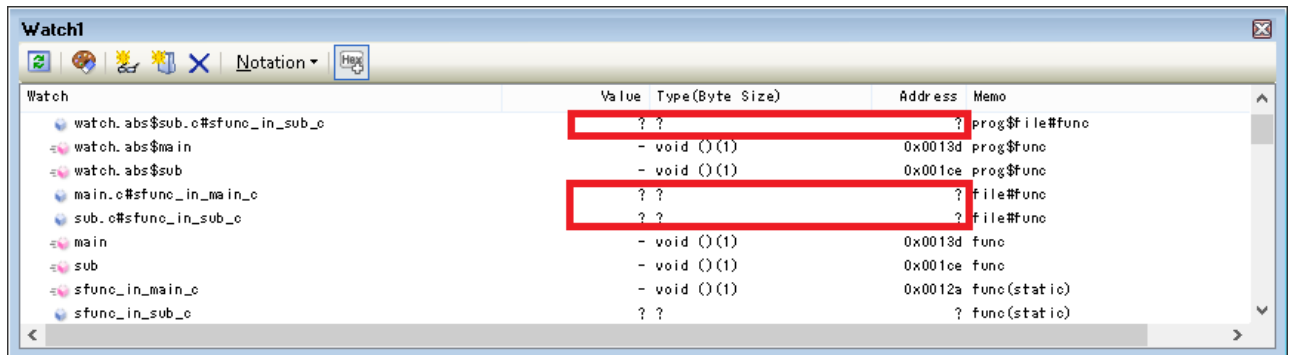 Watch1
Notation Hex
Watch Value Type(Byte Size) Address Memo
watch.abs$sub.c#sfunc_in_sub_c ? ? ? prog$file#func
watch.abs$main - void ()(1) 0x0013d prog$func
watch.abs$sub - void ()(1) 0x001ce prog$func
main.c#sfunc_in_main_c ? ? ? file#func
sub.c#sfunc_in_sub_c ? ? ? file#func
main - void ()(1) 0x0013d func
sub - void ()(1) 0x001ce func
sfunc_in_main_c - void ()(1) 0x0012a func(static)
sfunc_in_sub_c ? ? ? func(static)